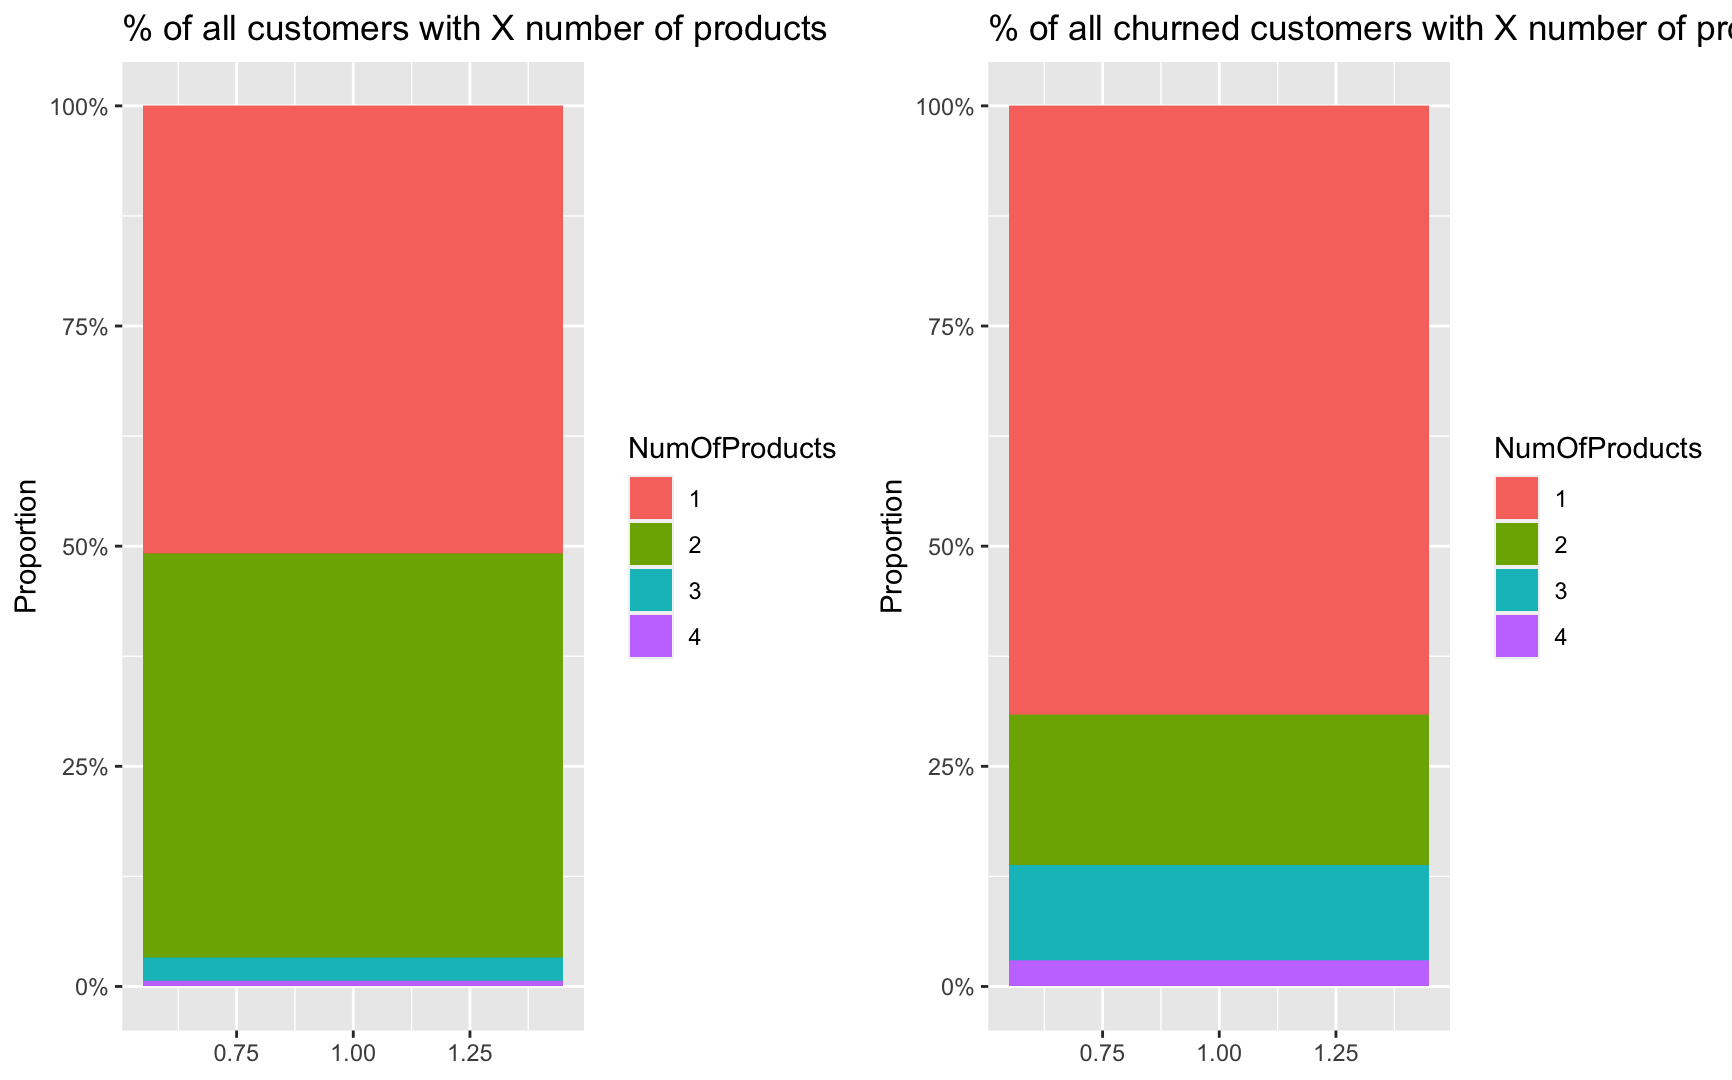 % of all customers with X number of products
100%
75%
50%
25%
0%
Proportion
0.75 1.00 1.25
NumOfProducts
1
2
3
4
% of all churned customers with X number of
100%
75%
50%
25%
0%
Proportion
0.75 1.00 1.25
NumOfProducts
1
2
3
4